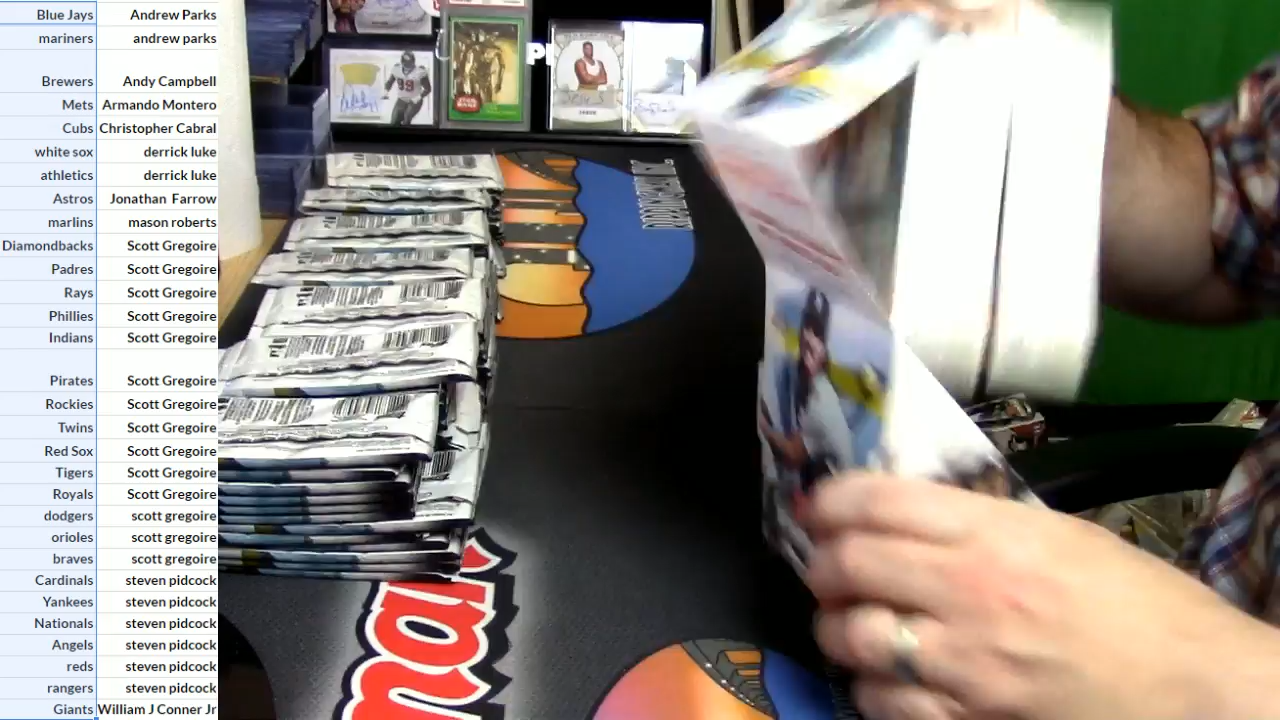 Blue Jays Andrew Parks
mariners andrew parks
Brewers Andy Campbell
Mets Armando Montero
Cubs Christopher Cabral
white sox derrick luke
athletics derrick luke
Astros Jonathan Farrow
marlins mason roberts
Diamondbacks Scott Gregoire
Padres Scott Gregoire
Rays Scott Gregoire
Phillies Scott Gregoire
Indians Scott Gregoire
Pirates Scott Gregoire
Rockies Scott Gregoire
Twins Scott Gregoire
Red Sox Scott Gregoire
Tigers Scott Gregoire
Royals Scott Gregoire
dodgers scott gregoire
orioles scott gregoire
braves scott gregoire
Cardinals steven pidcock
Yankees steven pidcock
Nationals steven pidcock
Angels steven pidcock
reds steven pidcock
rangers steven pidcock
Giants William J Conner Jr